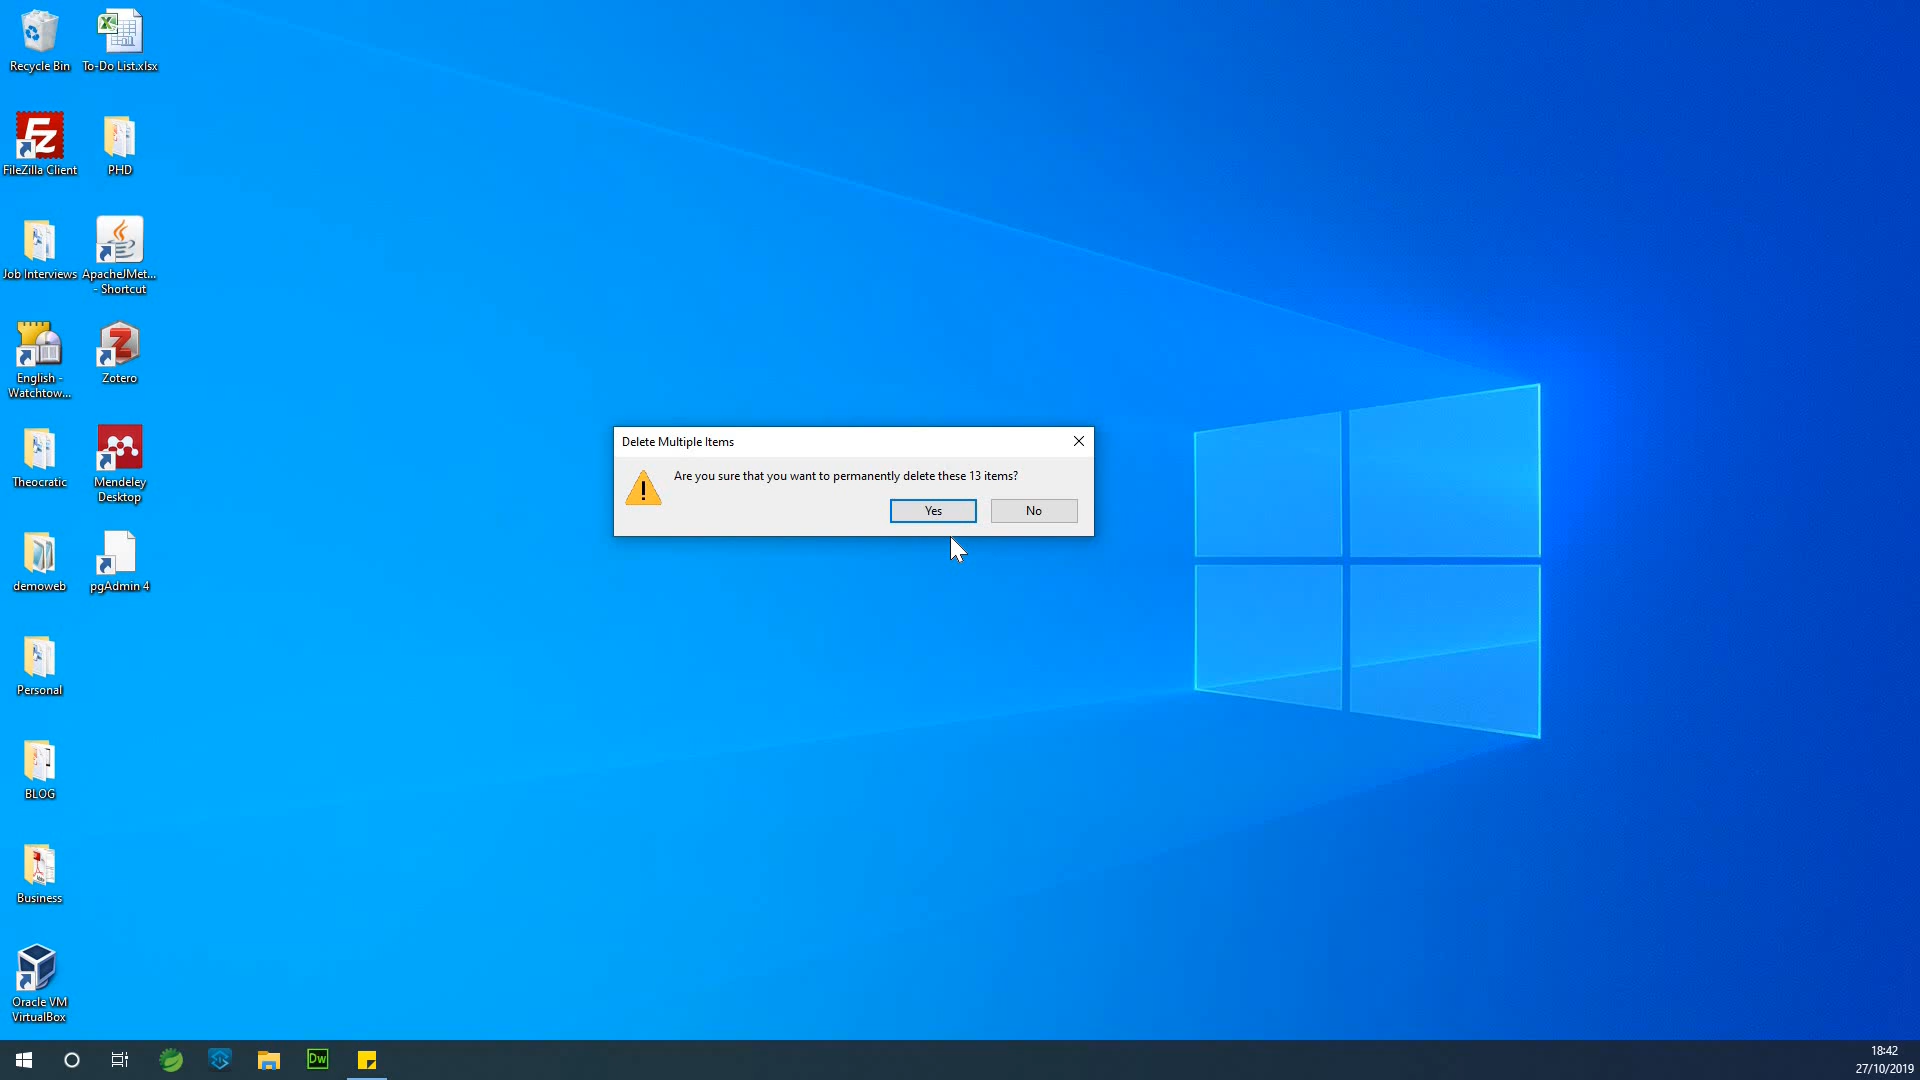 Recycle Bin
To-Do List.xlsx
FileZilla Client
PHD
Job Interviews
ApacheJMet...
- Shortcut
English -
Watchtow...
Zotero
Theocratic
Mendeley
Desktop
demoweb
pgAdmin 4
Personal
BLOG
Business
Oracle VM
VirtualBox
Delete Multiple Items
Are you sure that you want to permanently delete these 13 items?
Yes
No
Dw
18:42
27/10/2019